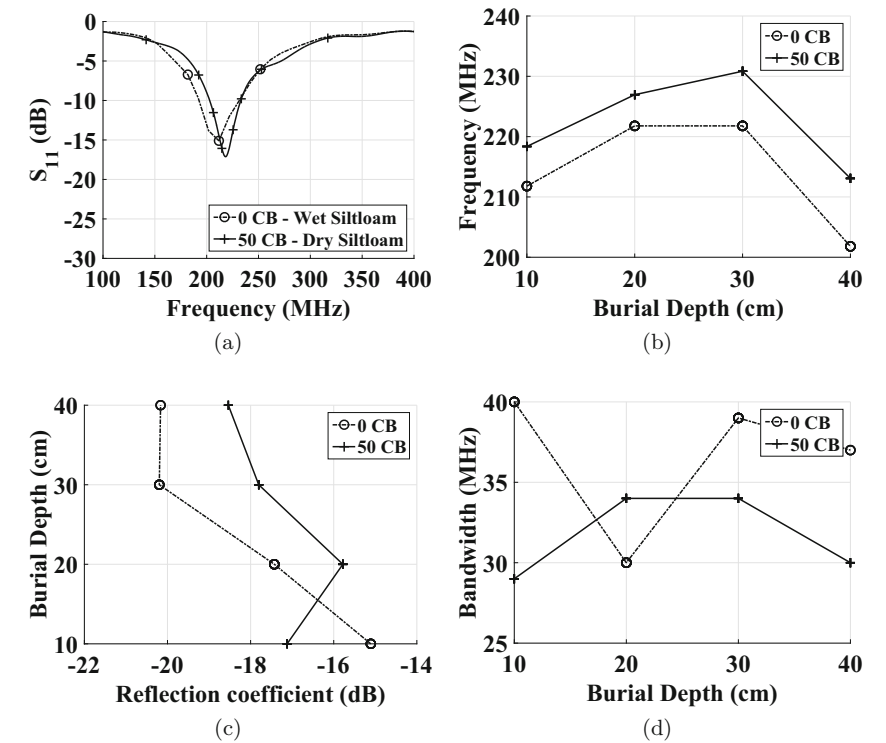 0
-5
-10
-15
-20
-25
-30
S11 (dB)
0 CB - Wet Siltloam
50 CB - Dry Siltloam
100 150 200 250 300 350 400
Frequency (MHz)
(a)
240
230
220
210
200
Frequency (MHz)
0 CB
50 CB
10 20 30 40
Burial Depth (cm)
(b)
40
30
20
10
Burial Depth (cm)
0 CB
50 CB
-22 -20 -18 -16 -14
Reflection coefficient (dB)
(c)
40
35
30
25
Bandwidth (MHz)
0 CB
50 CB
10 20 30 40
Burial Depth (cm)
(d)